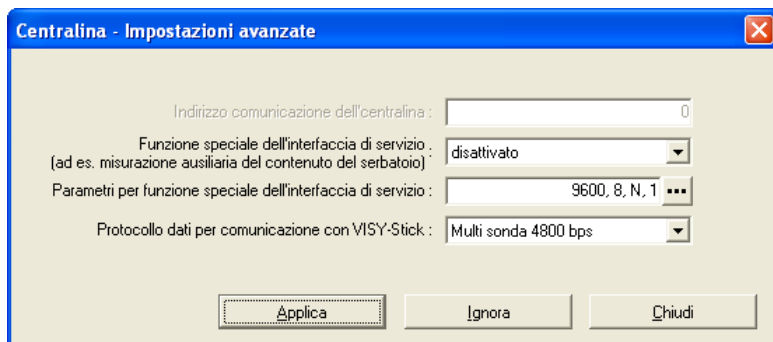 Centralina - Impostazioni avanzate
Indirizzo comunicazione dell'centralina : 0
Funzione speciale dell'interfaccia di servizio .
(ad es. misurazione ausiliaria del contenuto del serbatoio) · disattivato
Parametri per funzione speciale dell'interfaccia di servizio : 9600, 8, N, 1 ...
Protocollo dati per comunicazione con VISY-Stick : Multi sonda 4800 bps
Applica Ignora Chiudi